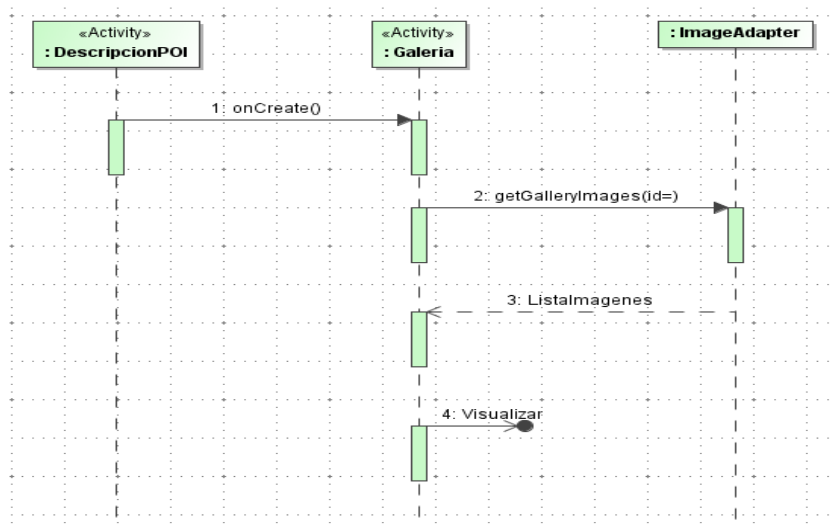 «Activity»
: DescripcionPOI
«Activity»
: Galeria
: ImageAdapter
1: onCreate()
2: getGalleryImages(id=)
3: ListaImagenes
4: Visualizar